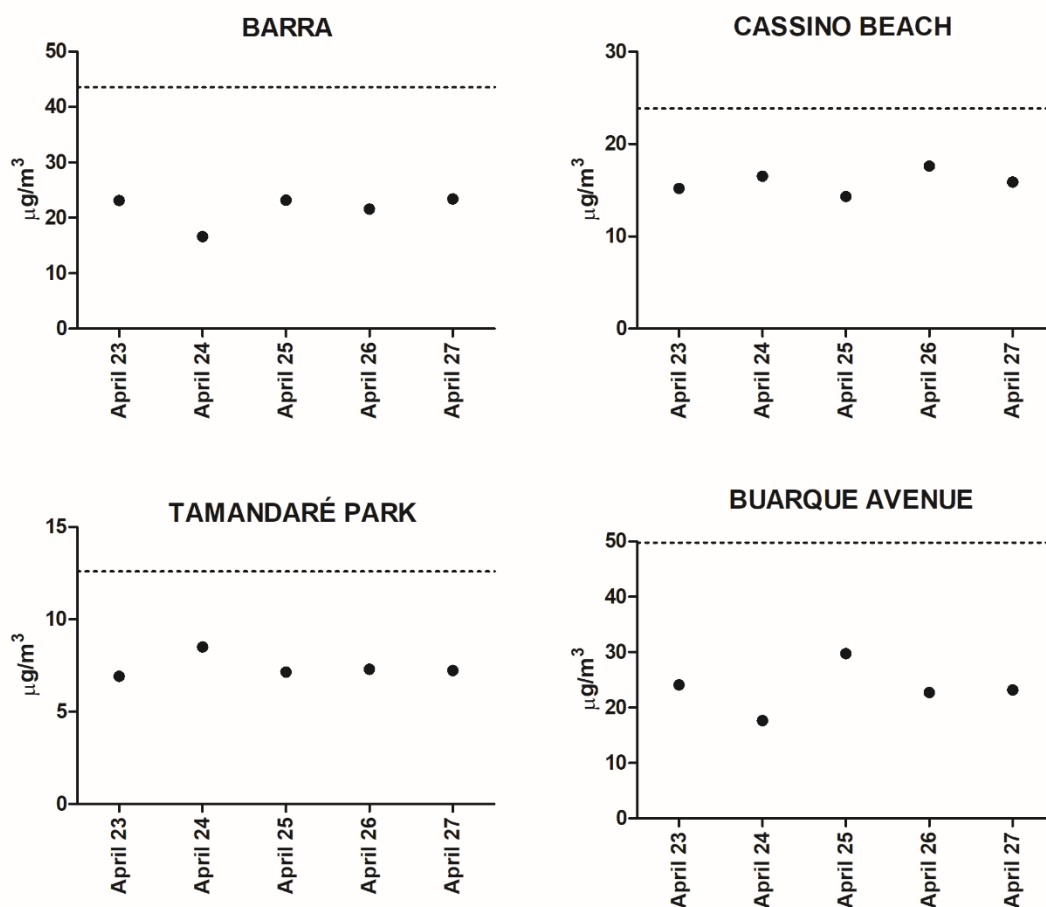 BARRA
50
40
30
20
10
0
μg/m³
April 23
April 24
April 25
April 26
April 27
CASSINO BEACH
30
20
10
0
μg/m³
April 23
April 24
April 25
April 26
April 27
TAMANDARÉ PARK
15
10
5
0
μg/m³
April 23
April 24
April 25
April 26
April 27
BUARQUE AVENUE
50
40
30
20
10
0
μg/m³
April 23
April 24
April 25
April 26
April 27